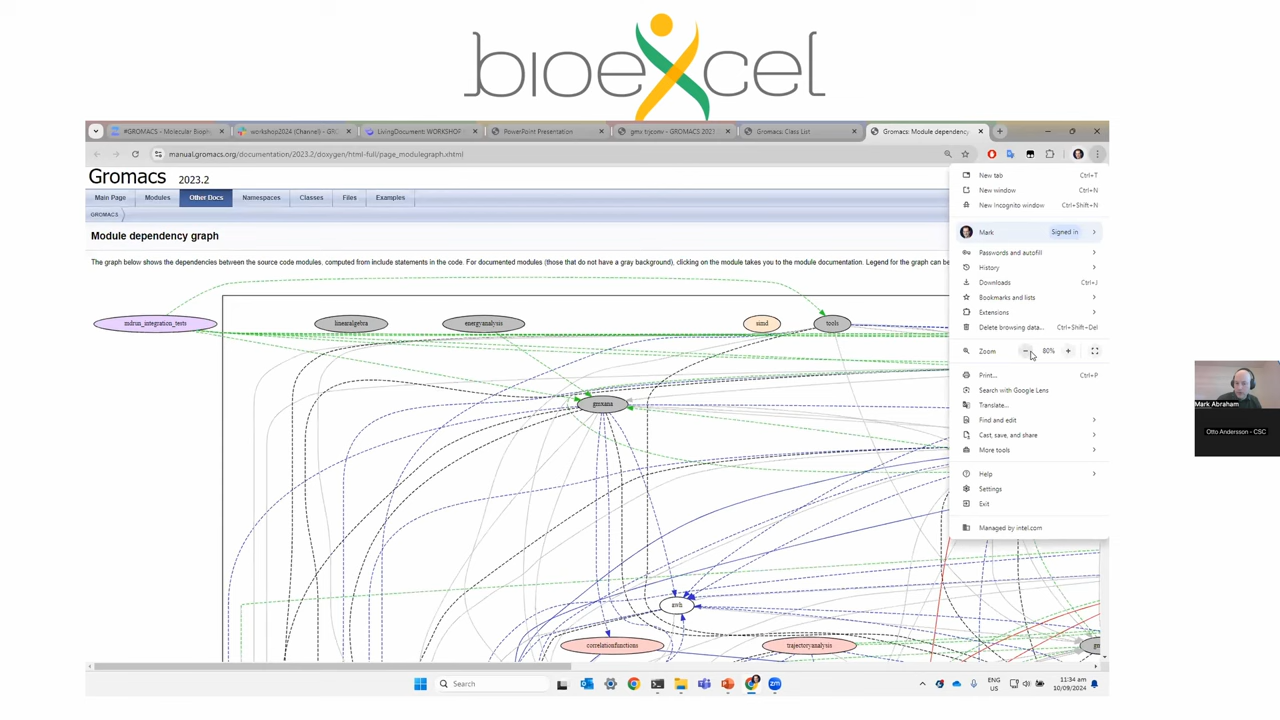 bioexcel
#GROMACS - Molecular Bioph
workshop2024 (Channel) - GR
LivingDocument: WORKSHOP
PowerPoint Presentation
gmx trjconv — GROMACS 2023
Gromacs: Class List
Gromacs: Module dependency
manual.gromacs.org/documentation/2023.2/doxygen/html-full/page_modulegraph.xhtml
Gromacs 2023.2
Main Page
Modules
Other Docs
Namespaces
Classes
Files
Examples
GROMACS
Module dependency graph
The graph below shows the dependencies between the source code modules, computed from include statements in the code. For documented modules (those that do not have a gray background), clicking on the module takes you to the module documentation. Legend for the graph can be
mdrun_integration_tests
linearalgebra
energyanalysis
simd
tools
gmxana
awh
correlationfunctions
trajectoryanalysis
New tab Ctrl+T
New window Ctrl+N
New Incognito window Ctrl+Shift+N
Mark Signed in
Passwords and autofill
History
Downloads Ctrl+J
Bookmarks and lists
Extensions
Delete browsing data... Ctrl+Shift+Del
Zoom 80%
Print... Ctrl+P
Search with Google Lens
Translate...
Find and edit
Cast, save, and share
More tools
Help
Settings
Exit
Managed by intel.com
Mark Abraham
Otto Andersson - CSC
Search
ENG
US
11:34 am
10/09/2024